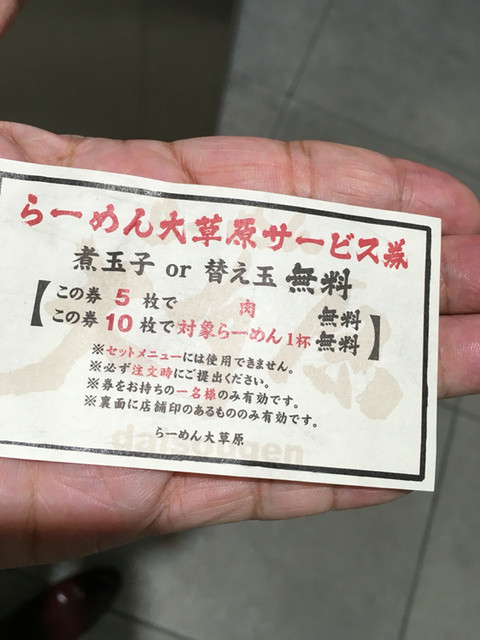 らーめん大草原サービス券
煮玉子 or 替え玉 無料
【この券 5 枚で 肉 無料
この券 10 枚で対象らーめん1杯 無料】
※セットメニューには使用できません。
※必ず注文時にご提出ください。
※券をお持ちの一名様のみ有効です。
※裏面に店舗印のあるもののみ有効です。
らーめん大草原
daisougen